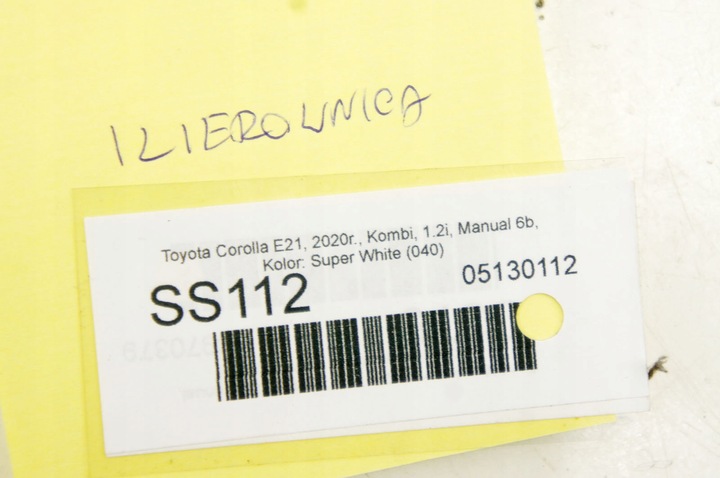 KIEROWNICA
Toyota Corolla E21, 2020r., Kombi, 1.2i, Manual 6b,
Kolor: Super White (040)
SS112
05130112